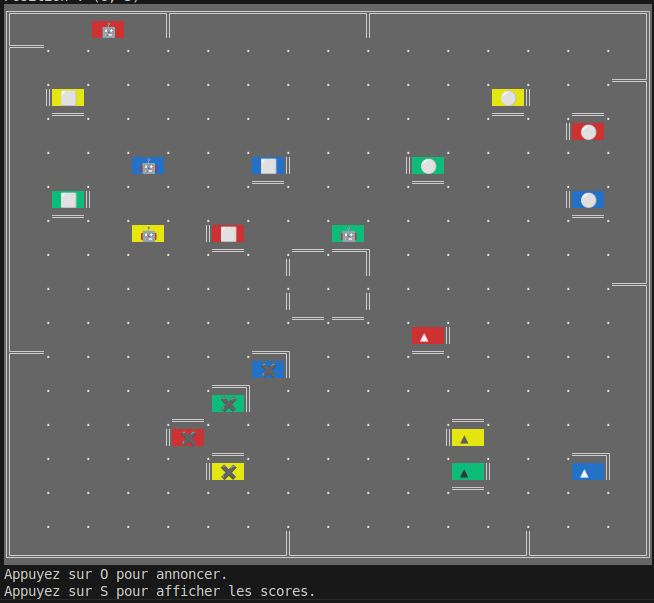 Appuyez sur O pour annoncer.
Appuyez sur S pour afficher les scores.